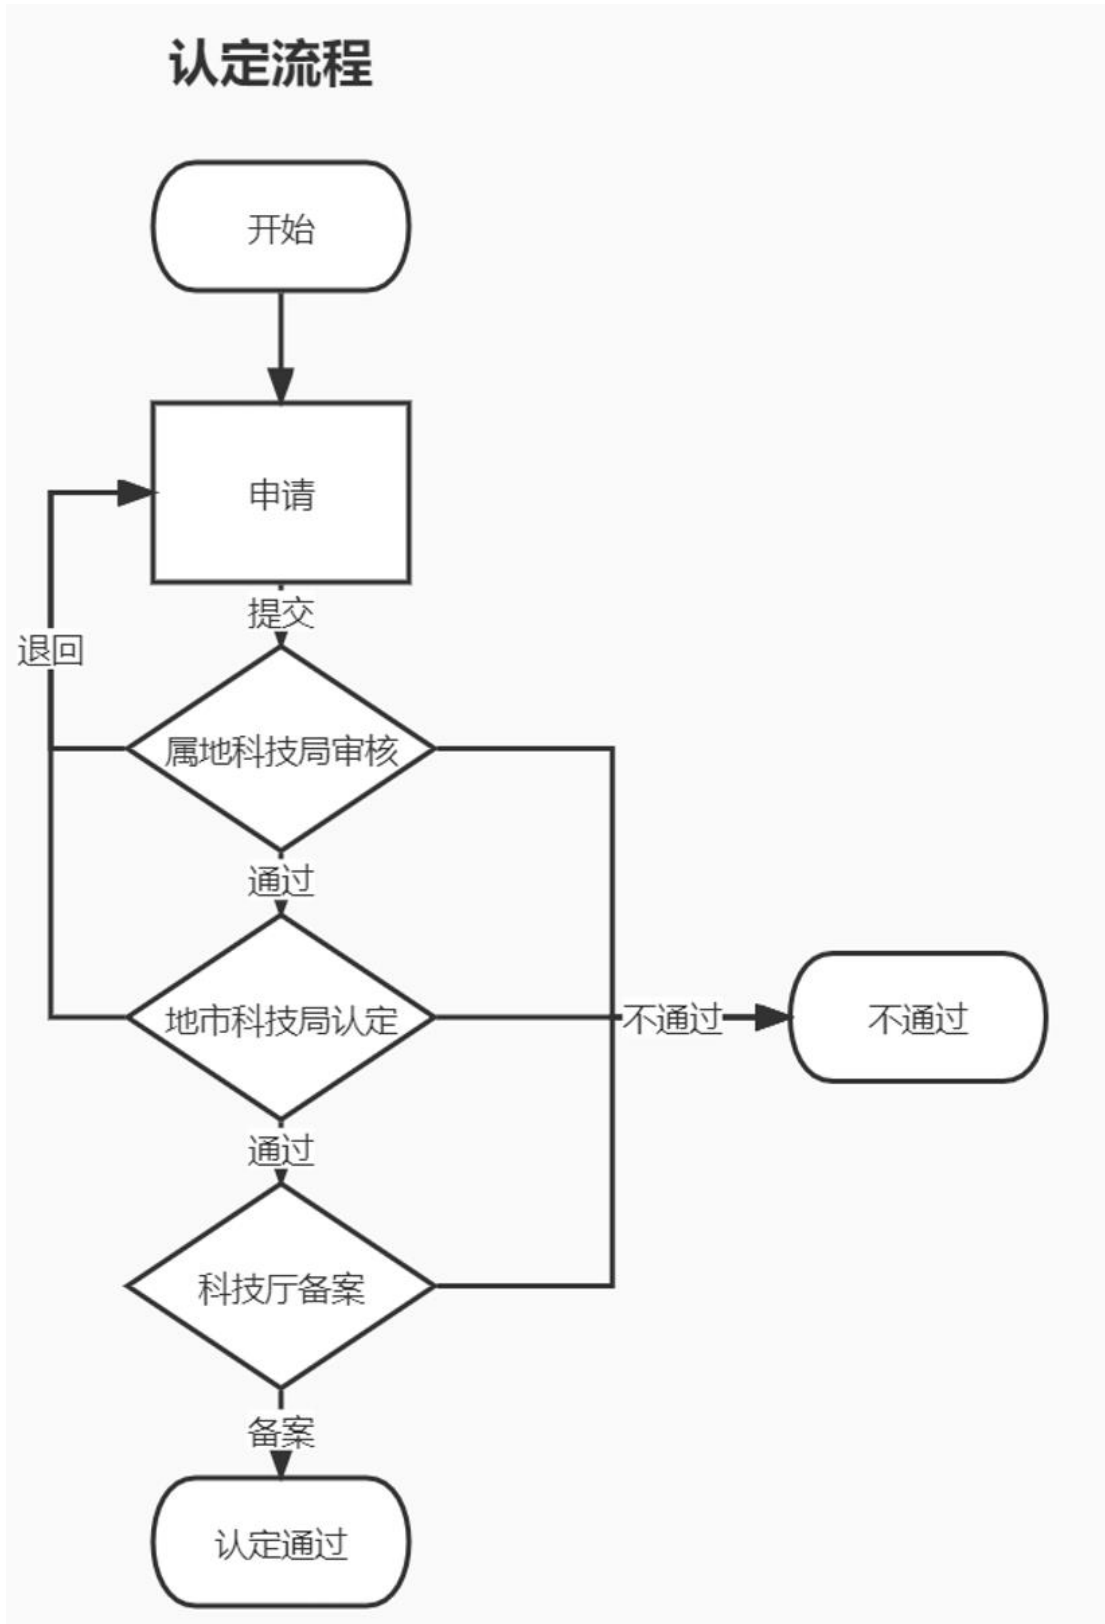 认定流程
开始
申请
提交
退回
属地科技局审核
通过
地市科技局认定
不通过
不通过
通过
科技厅备案
备案
认定通过